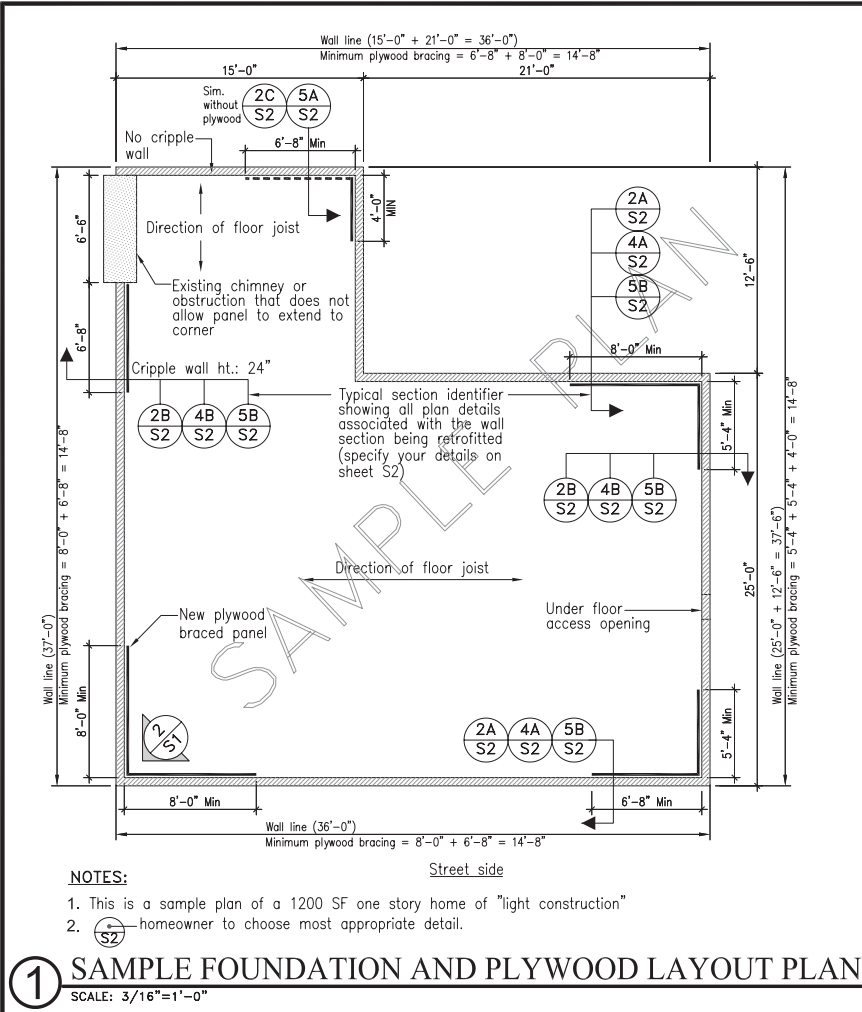 Wall line (15'-0" + 21'-0" = 36'-0")
Minimum plywood bracing = 6'-8" + 8'-0" = 14'-8"
15'-0"
21'-0"
Sim.
without
plywood
2C
S2
5A
S2
No cripple
wall
6'-8" Min
4'-0"
MIN
6'-6"
Direction of floor joist
2A
S2
4A
S2
5B
S2
12'-6"
Existing chimney or
obstruction that does not
allow panel to extend to
corner
6'-8"
8'-0" Min
Cripple wall ht.: 24"
2B
S2
4B
S2
5B
S2
Typical section identifier
showing all plan details
associated with the wall
section being retrofitted
(specify your details on
sheet S2)
5'-4" Min
2B
S2
4B
S2
5B
S2
Wall line (37'-0")
Minimum plywood bracing = 8'-0" + 6'-8" = 14'-8"
Wall line (25'-0" + 12'-6" = 37'-6")
Minimum plywood bracing = 5'-4" + 5'-4" + 4'-0" = 14'-8"
SAMPLE PLAN
Direction of floor joist
25'-0"
New plywood
braced panel
Under floor
access opening
8'-0" Min
2
S1
2A
S2
4A
S2
5B
S2
5'-4" Min
8'-0" Min
6'-8" Min
Wall line (36'-0")
Minimum plywood bracing = 8'-0" + 6'-8" = 14'-8"
Street side
NOTES:
1. This is a sample plan of a 1200 SF one story home of "light construction"
2. S2 homeowner to choose most appropriate detail.
1 SAMPLE FOUNDATION AND PLYWOOD LAYOUT PLAN
SCALE: 3/16"=1'-0"